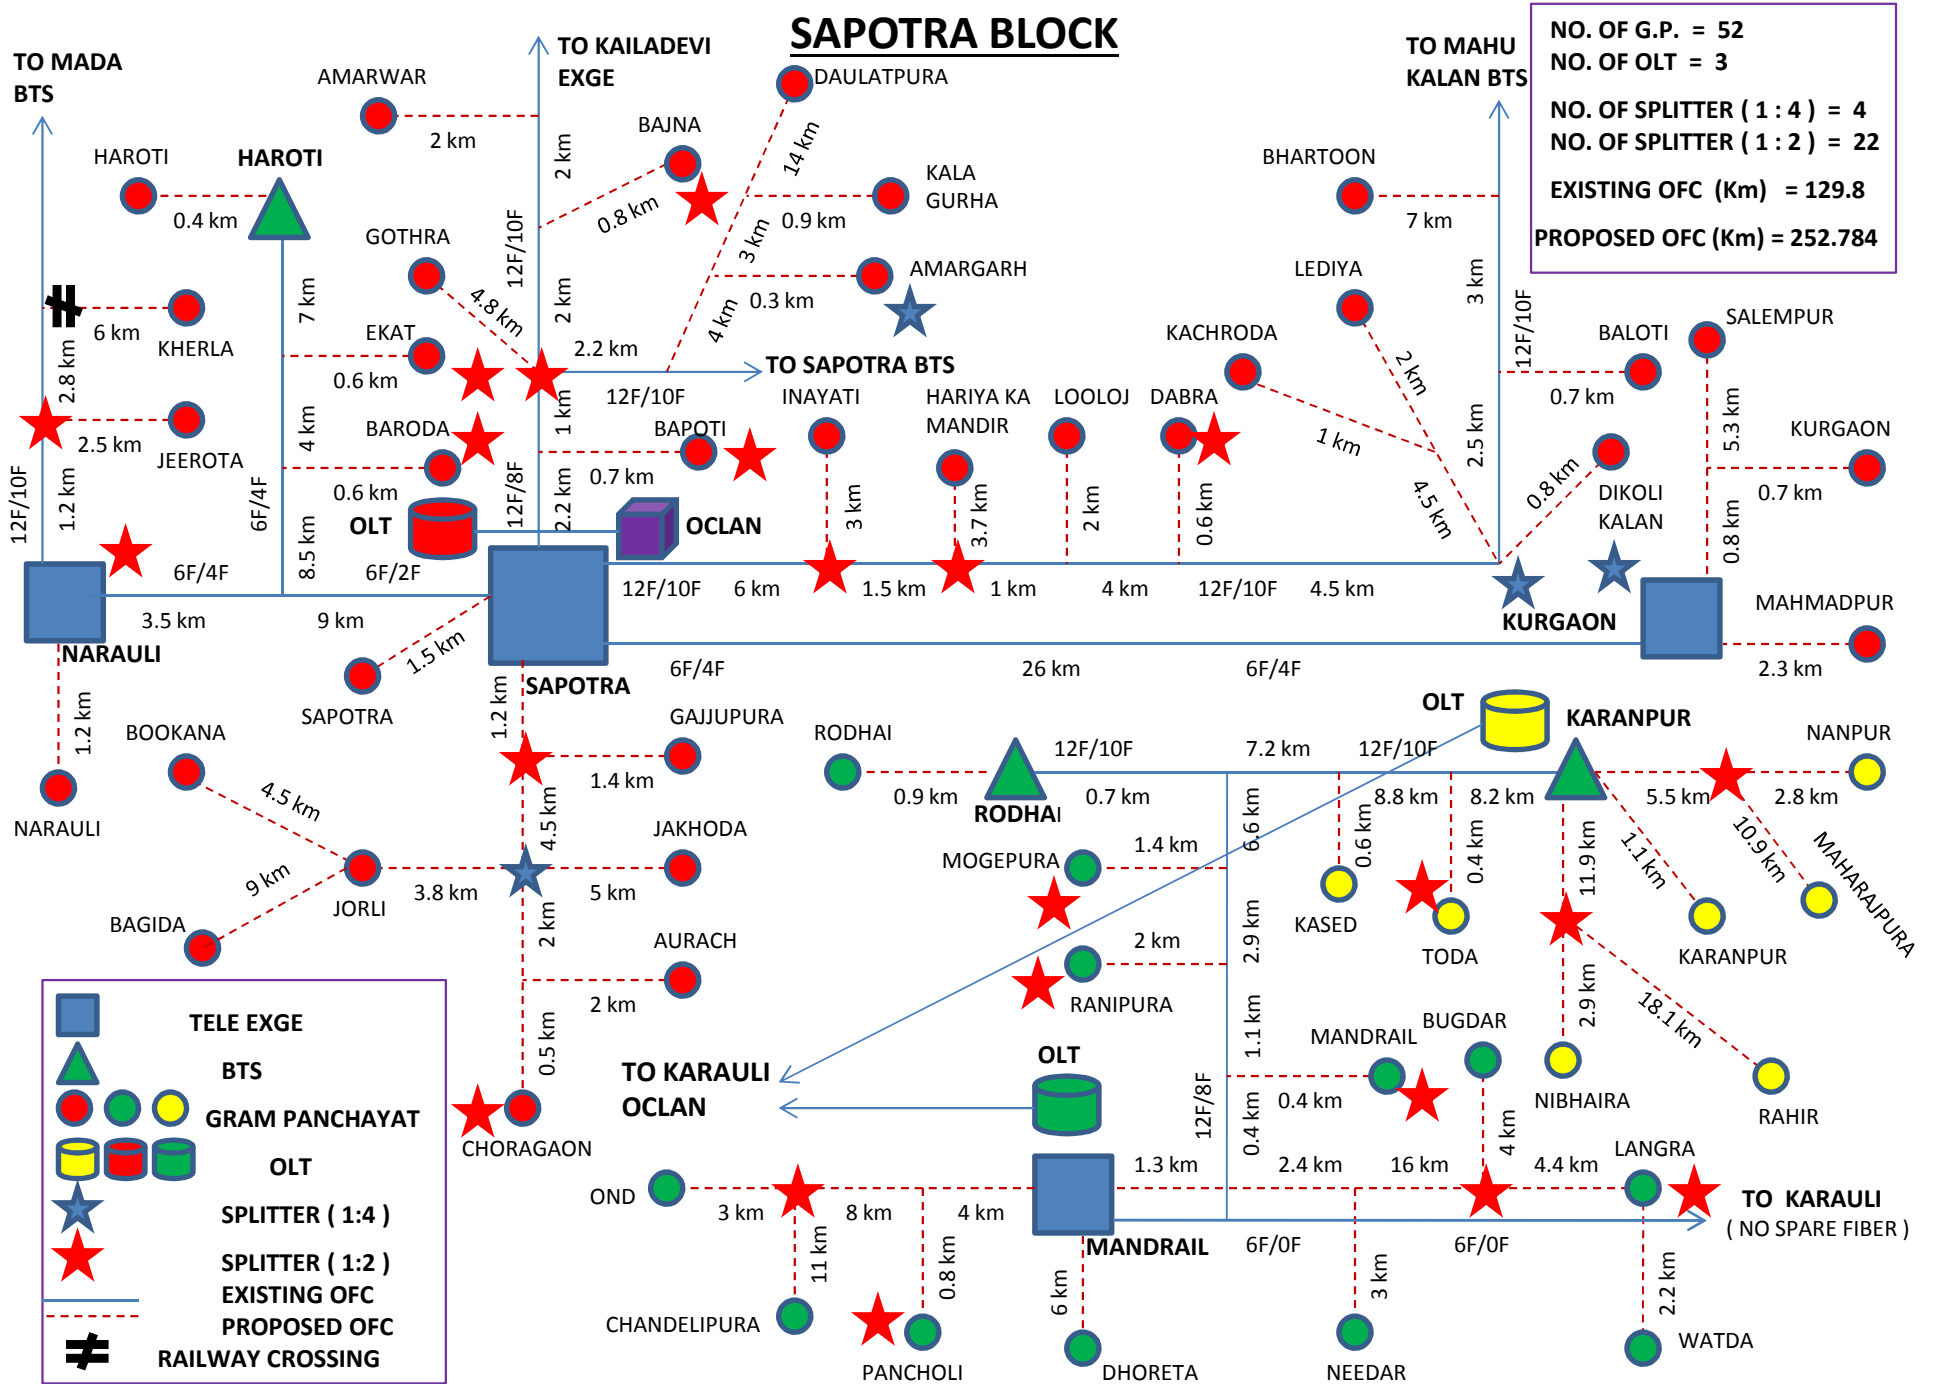 SAPOTRA BLOCK
NO. OF G.P. = 52
NO. OF OLT = 3
NO. OF SPLITTER ( 1 : 4 ) = 4
NO. OF SPLITTER ( 1 : 2 ) = 22
EXISTING OFC (Km) = 129.8
PROPOSED OFC (Km) = 252.784
TO MADA
BTS
TO KAILADEVI
EXGE
TO MAHU
KALAN BTS
AMARWAR
2 km
DAULATPURA
14 km
BAJNA
0.8 km
2 km
12F/10F
2 km
KALA
GURHA
0.9 km
3 km
AMARGARH
0.3 km
4 km
HAROTI
0.4 km
HAROTI
7 km
GOTHRA
4.8 km
EKAT
0.6 km
4 km
BARODA
0.6 km
6F/4F
8.5 km
6 km
KHERLA
2.8 km
2.5 km
JEEROTA
12F/10F
1.2 km
2.2 km
12F/10F
TO SAPOTRA BTS
1 km
BAPOTI
0.7 km
12F/8F
2.2 km
OLT
OCLAN
INAYATI
3 km
HARIYA KA
MANDIR
3.7 km
LOOLOJ
2 km
DABRA
0.6 km
KACHRODA
1 km
LEDIYA
2 km
4.5 km
BHARTOON
7 km
3 km
12F/10F
2.5 km
BALOTI
0.7 km
DIKOLI
KALAN
0.8 km
SALEMPUR
5.3 km
KURGAON
0.7 km
0.8 km
MAHMADPUR
2.3 km
KURGAON
6F/4F
3.5 km
6F/2F
9 km
NARAULI
1.2 km
NARAULI
1.5 km
SAPOTRA
SAPOTRA
12F/10F
6 km
1.5 km
1 km
4 km
12F/10F
4.5 km
6F/4F
26 km
6F/4F
1.2 km
GAJJUPURA
1.4 km
4.5 km
JAKHODA
5 km
BOOKANA
4.5 km
9 km
BAGIDA
JORLI
3.8 km
2 km
AURACH
2 km
0.5 km
CHORAGAON
OLT
KARANPUR
RODHAI
0.9 km
RODHAI
12F/10F
0.7 km
7.2 km
12F/10F
8.8 km
8.2 km
5.5 km
NANPUR
2.8 km
10.9 km
MAHARAJPURA
1.1 km
KARANPUR
11.9 km
2.9 km
NIBHAIRA
18.1 km
RAHIR
0.6 km
KASED
0.4 km
TODA
6.6 km
MOGEPURA
1.4 km
2.9 km
2 km
RANIPURA
1.1 km
MANDRAIL
0.4 km
12F/8F
0.4 km
BUGDAR
4 km
TO KARAULI
OCLAN
OLT
OND
3 km
8 km
4 km
11 km
CHANDELIPURA
0.8 km
PANCHOLI
MANDRAIL
6 km
DHORETA
1.3 km
2.4 km
16 km
4.4 km
LANGRA
6F/0F
6F/0F
3 km
NEEDAR
2.2 km
WATDA
TO KARAULI
( NO SPARE FIBER )
TELE EXGE
BTS
GRAM PANCHAYAT
OLT
SPLITTER ( 1:4 )
SPLITTER ( 1:2 )
EXISTING OFC
PROPOSED OFC
RAILWAY CROSSING